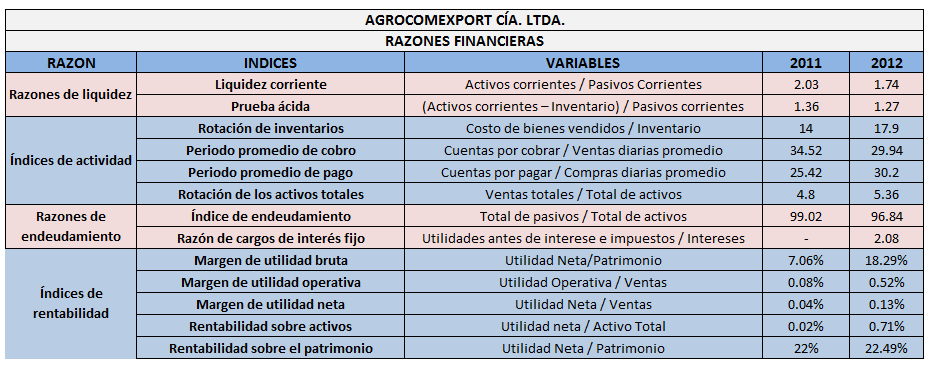 AGROCOMEXPORT CÍA. LTDA.
RAZONES FINANCIERAS
RAZON INDICES VARIABLES 2011 2012
Razones de liquidez
Liquidez corriente Activos corrientes / Pasivos Corrientes 2.03 1.74
Prueba ácida (Activos corrientes – Inventario) / Pasivos corrientes 1.36 1.27
Índices de actividad
Rotación de inventarios Costo de bienes vendidos / Inventario 14 17.9
Periodo promedio de cobro Cuentas por cobrar / Ventas diarias promedio 34.52 29.94
Periodo promedio de pago Cuentas por pagar / Compras diarias promedio 25.42 30.2
Rotación de los activos totales Ventas totales / Total de activos 4.8 5.36
Razones de
endeudamiento
Índice de endeudamiento Total de pasivos / Total de activos 99.02 96.84
Razón de cargos de interés fijo Utilidades antes de interese e impuestos / Intereses - 2.08
Índices de
rentabilidad
Margen de utilidad bruta Utilidad Neta/Patrimonio 7.06% 18.29%
Margen de utilidad operativa Utilidad Operativa / Ventas 0.08% 0.52%
Margen de utilidad neta Utilidad Neta / Ventas 0.04% 0.13%
Rentabilidad sobre activos Utilidad neta / Activo Total 0.02% 0.71%
Rentabilidad sobre el patrimonio Utilidad Neta / Patrimonio 22% 22.49%